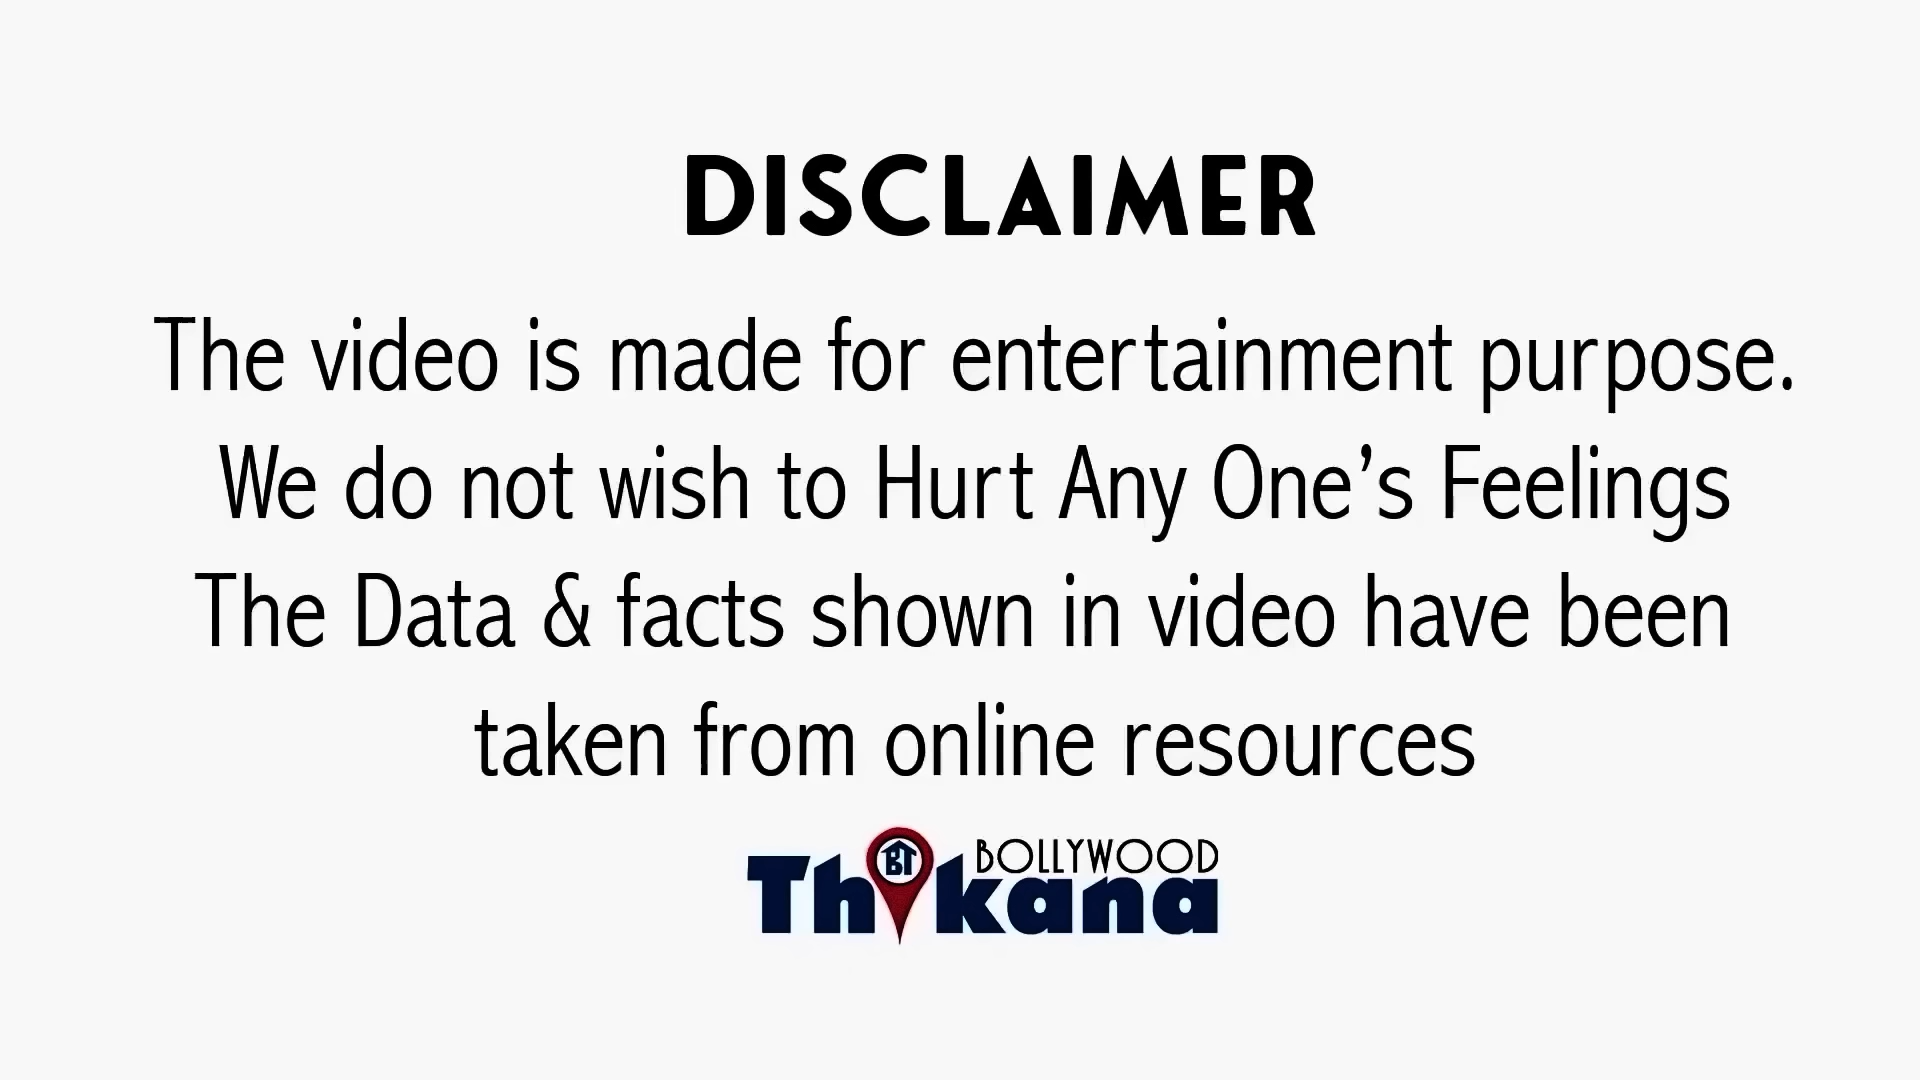 DISCLAIMER
The video is made for entertainment purpose.
We do not wish to Hurt Any One’s Feelings
The Data & facts shown in video have been
taken from online resources
BOLLYWOOD
BT
Thikana